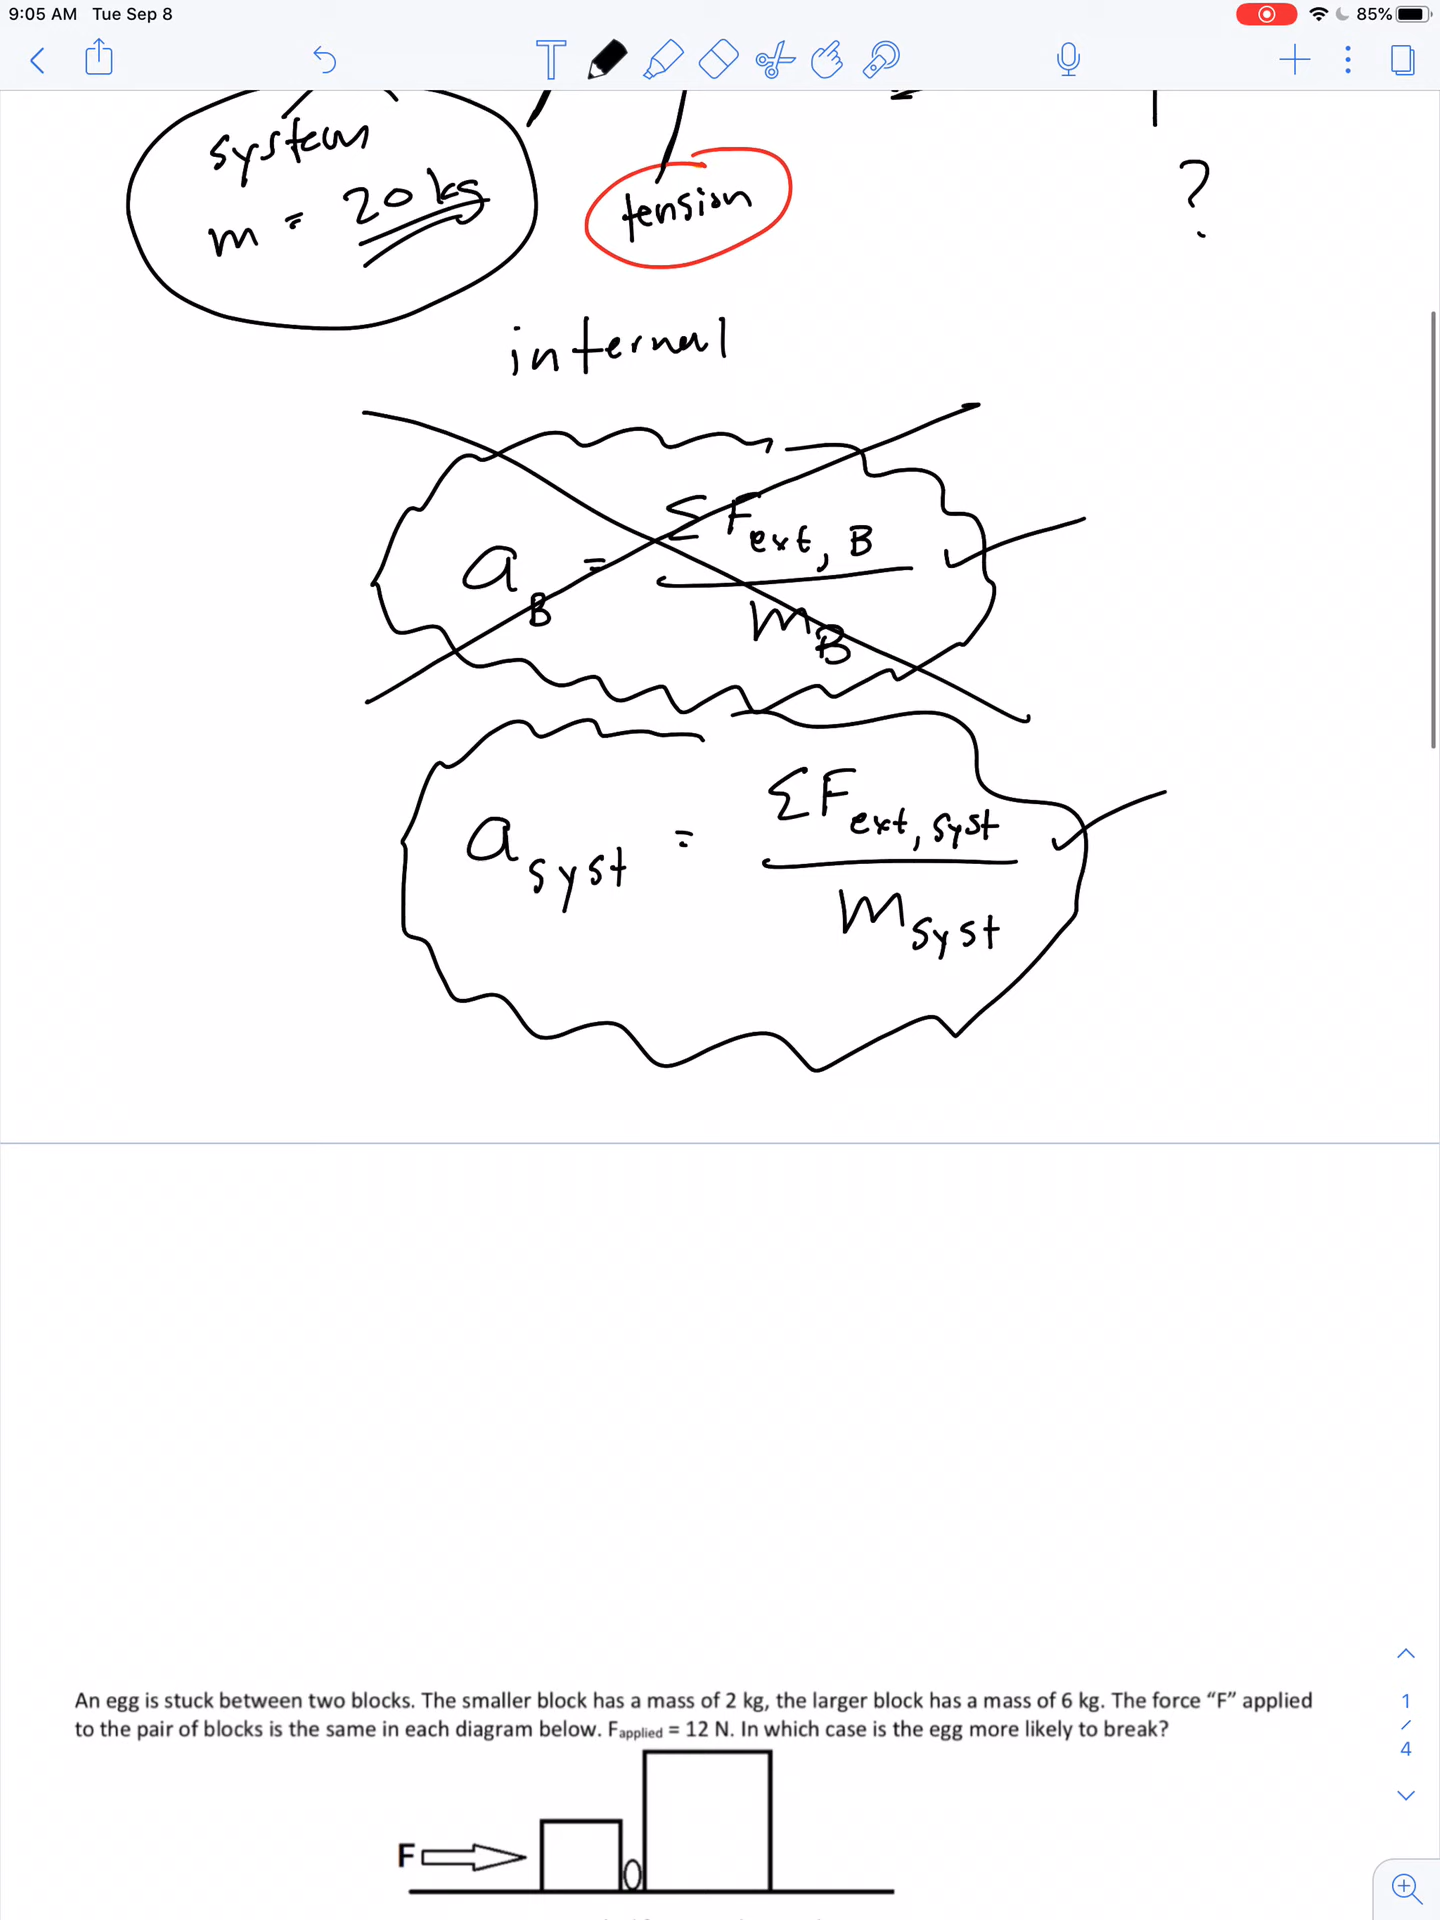 9:05 AM Tue Sep 8
85%
system
m = 20 kg
tension
?
internal
a_B = ΣF_ext, B / m_B
a_syst = ΣF_ext, syst / m_syst
An egg is stuck between two blocks. The smaller block has a mass of 2 kg, the larger block has a mass of 6 kg. The force “F” applied
to the pair of blocks is the same in each diagram below. Fapplied = 12 N. In which case is the egg more likely to break?
F
1
/
4